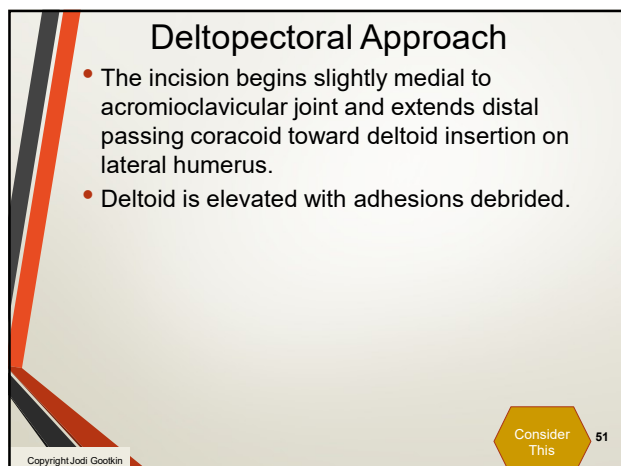 Deltopectoral Approach
• The incision begins slightly medial to
acromioclavicular joint and extends distal
passing coracoid toward deltoid insertion on
lateral humerus.
• Deltoid is elevated with adhesions debrided.
Consider
This
51
Copyright Jodi Gootkin